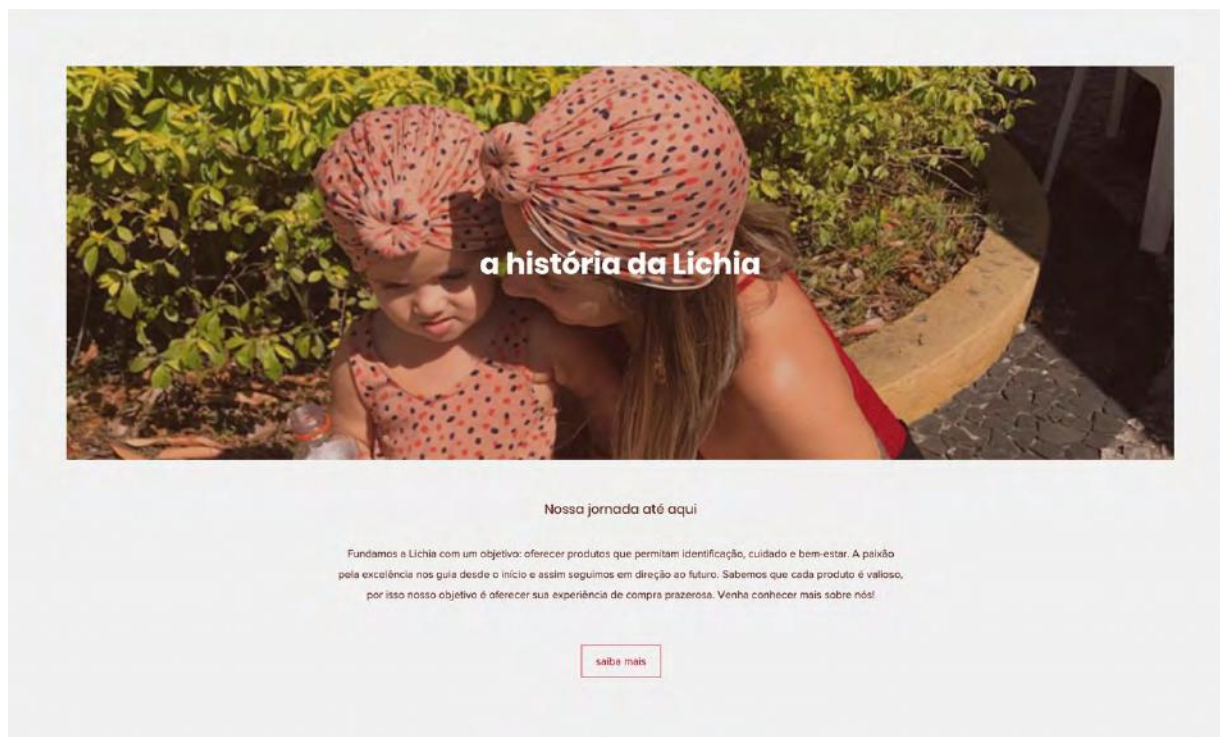 a história da Lichia
Nossa jornada até aqui
Fundamos a Lichia com um objetivo: oferecer produtos que permitam identificação, cuidado e bem-estar. A paixão
pela excelência nos guia desde o início e assim seguimos em direção ao futuro. Sabemos que cada produto é valioso,
por isso nosso objetivo é oferecer sua experiência de compra prazerosa. Venha conhecer mais sobre nós!
saiba mais